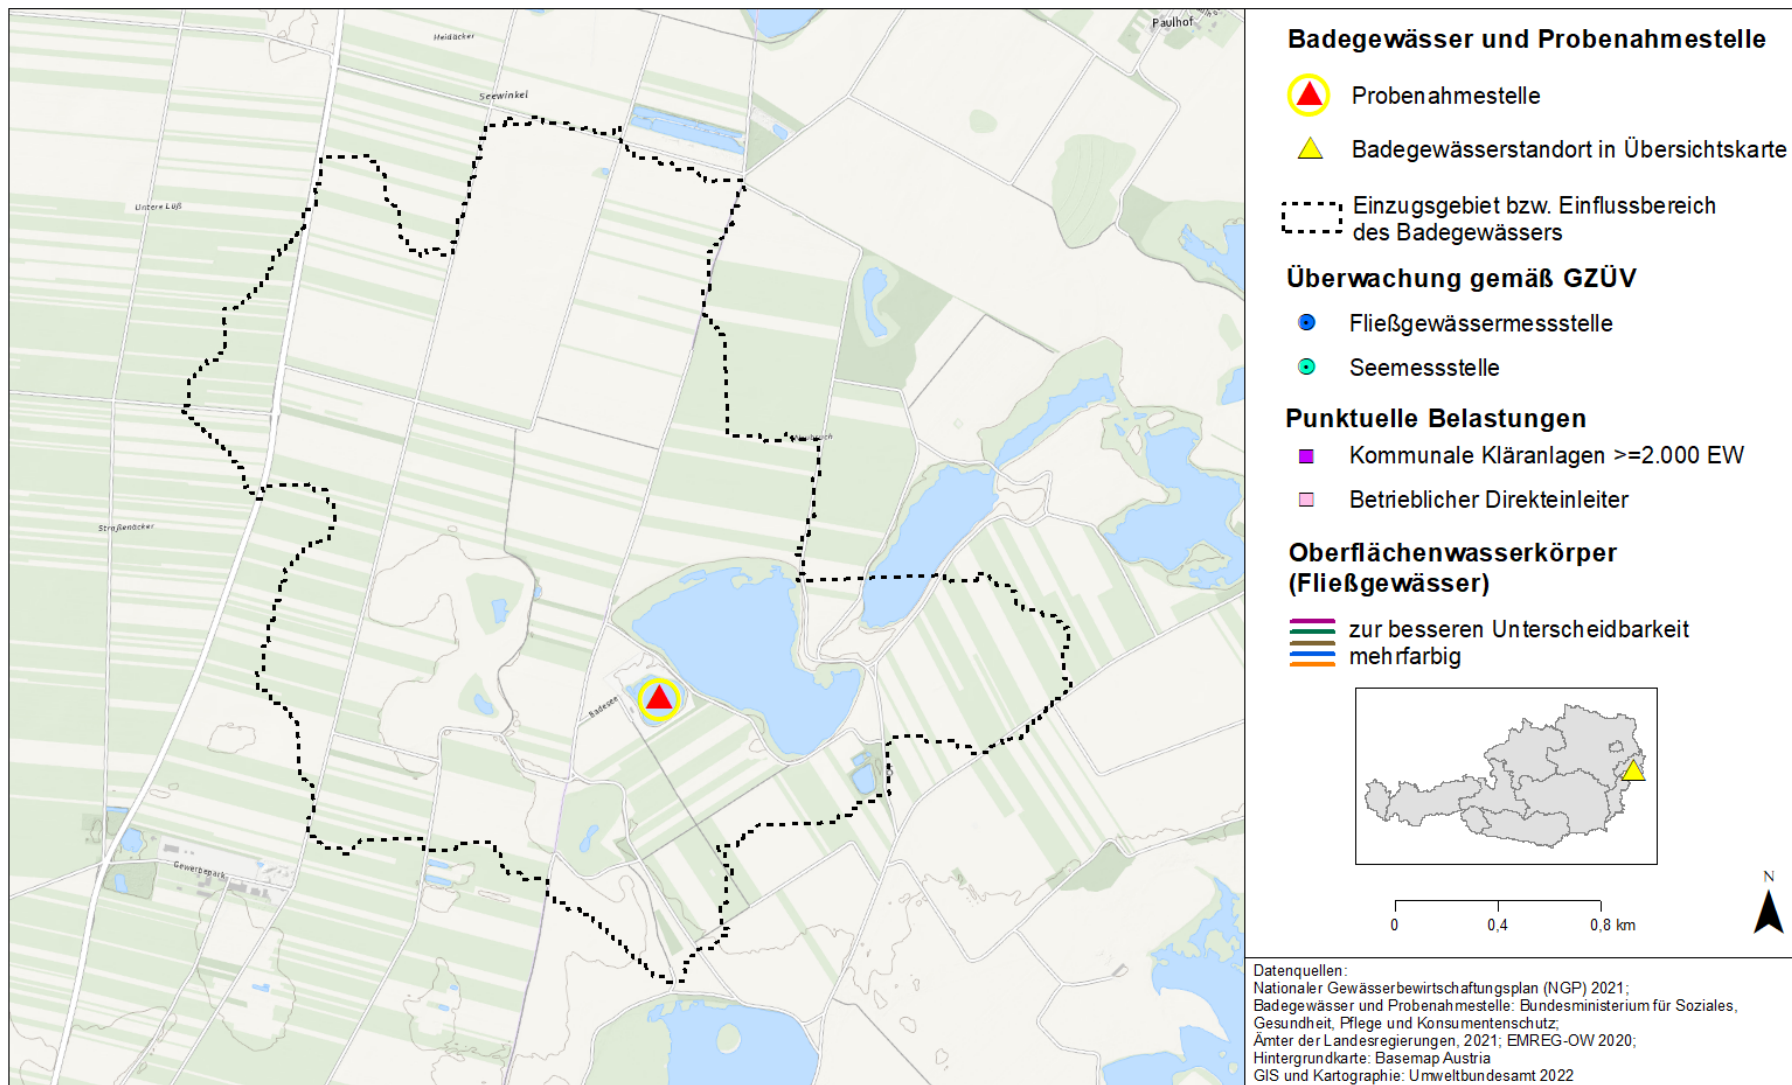 Paulhof
Heidäcker
Seewinkel
Untere Lüß
Neubruch
Straßenäcker
Badesee
Gewerbepark
Badegewässer und Probenahmestelle
Probenahmestelle
Badegewässerstandort in Übersichtskarte
Einzugsgebiet bzw. Einflussbereich
des Badegewässers
Überwachung gemäß GZÜV
Fließgewässermessstelle
Seemessstelle
Punktuelle Belastungen
Kommunale Kläranlagen >=2.000 EW
Betrieblicher Direkteinleiter
Oberflächenwasserkörper
(Fließgewässer)
zur besseren Unterscheidbarkeit
mehrfarbig
N
0 0,4 0,8 km
Datenquellen:
Nationaler Gewässerbewirtschaftungsplan (NGP) 2021;
Badegewässer und Probenahmestelle: Bundesministerium für Soziales,
Gesundheit, Pflege und Konsumentenschutz;
Ämter der Landesregierungen, 2021; EMREG-OW 2020;
Hintergrundkarte: Basemap Austria
GIS und Kartographie: Umweltbundesamt 2022